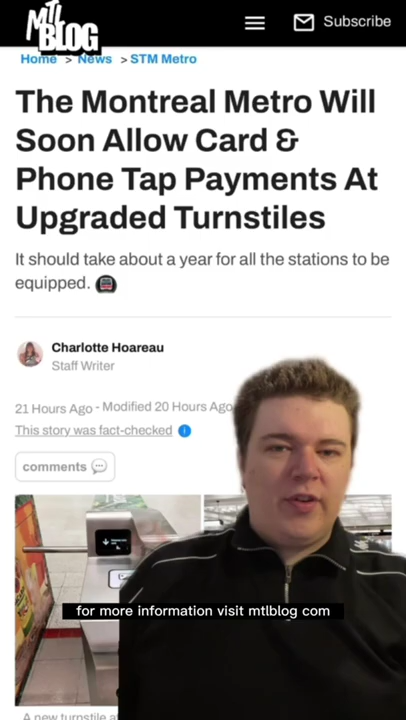 MTL
BLOG
Subscribe
Home > News > STM Metro
The Montreal Metro Will
Soon Allow Card &
Phone Tap Payments At
Upgraded Turnstiles
It should take about a year for all the stations to be
equipped.
Charlotte Hoareau
Staff Writer
21 Hours Ago - Modified 20 Hours Ago
This story was fact-checked
comments
for more information visit mtlblog com
A new turnstile a